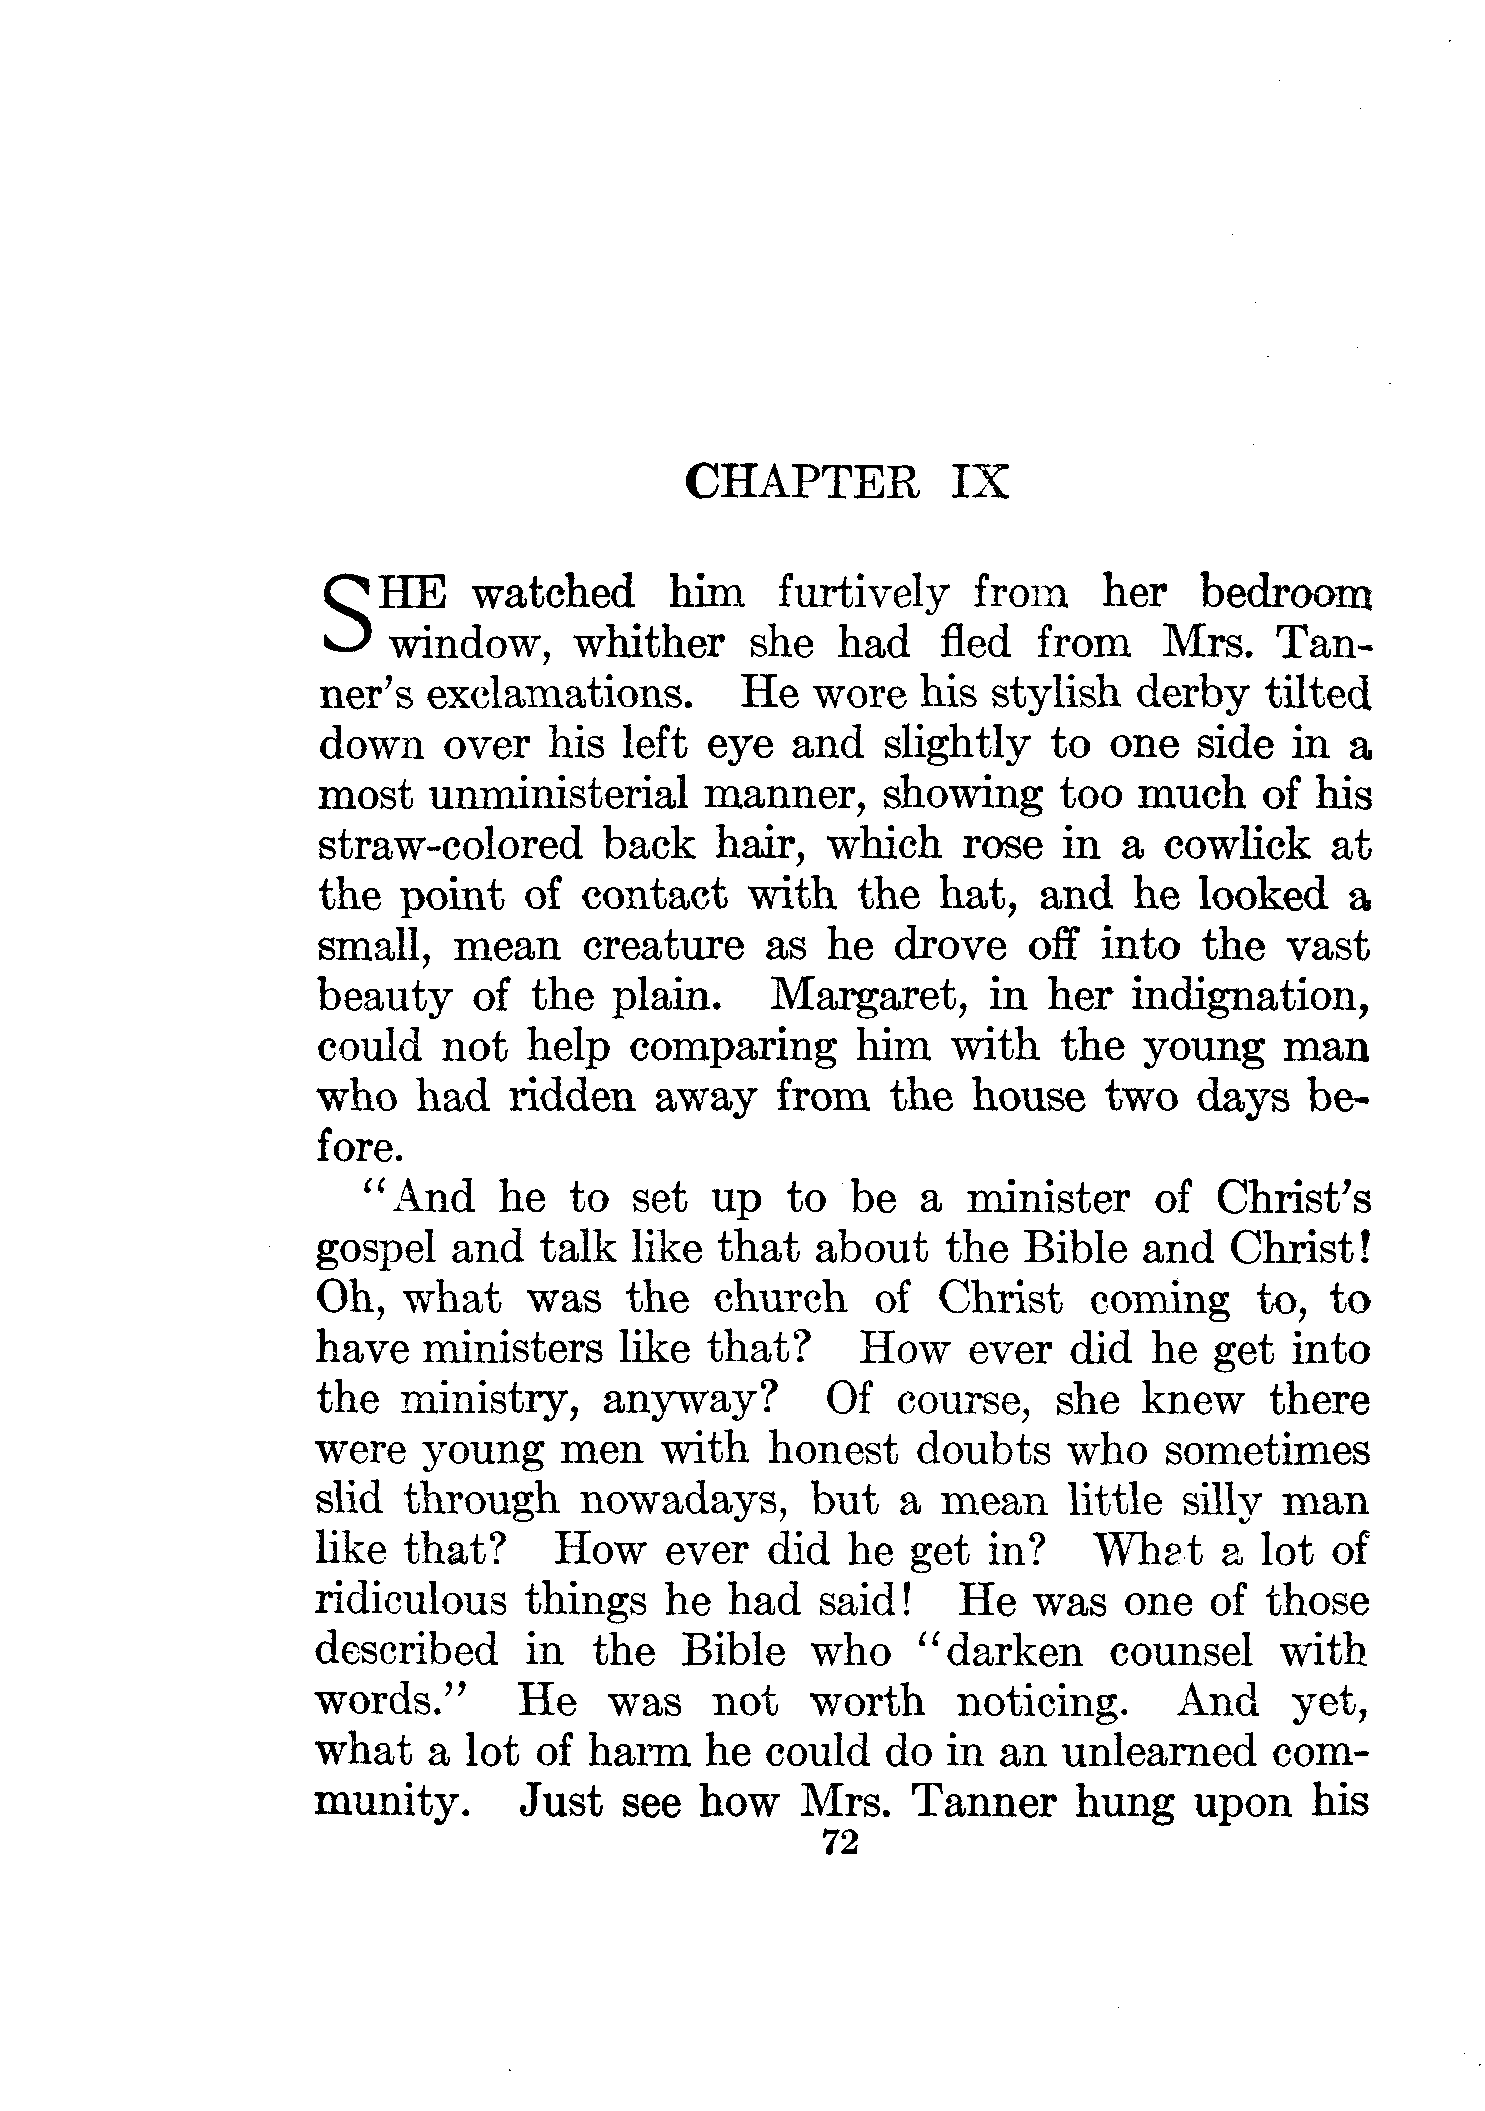 CHAPTER IX
SHE watched him furtively from her bedroom
window, whither she had fled from Mrs. Tan-
ner's exclamations. He wore his stylish derby tilted
down over his left eye and slightly to one side in a
most unministerial manner, showing too much of his
straw-colored back hair, which rose in a cowlick at
the point of contact with the hat, and he looked a
small, mean creature as he drove off into the vast
beauty of the plain. Margaret, in her indignation,
could not help comparing him with the young man
who had ridden away from the house two days be-
fore.
"And he to set up to be a minister of Christ's
gospel and talk like that about the Bible and Christ!
Oh, what was the church of Christ coming to, to
have ministers like that? How ever did he get into
the ministry, anyway? Of course, she knew there
were young men with honest doubts who sometimes
slid through nowadays, but a mean little silly man
like that? How ever did he get in? What a lot of
ridiculous things he had said! He was one of those
described in the Bible who "darken counsel with
words." He was not worth noticing. And yet,
what a lot of harm he could do in an unlearned com-
munity. Just see how Mrs. Tanner hung upon his
72